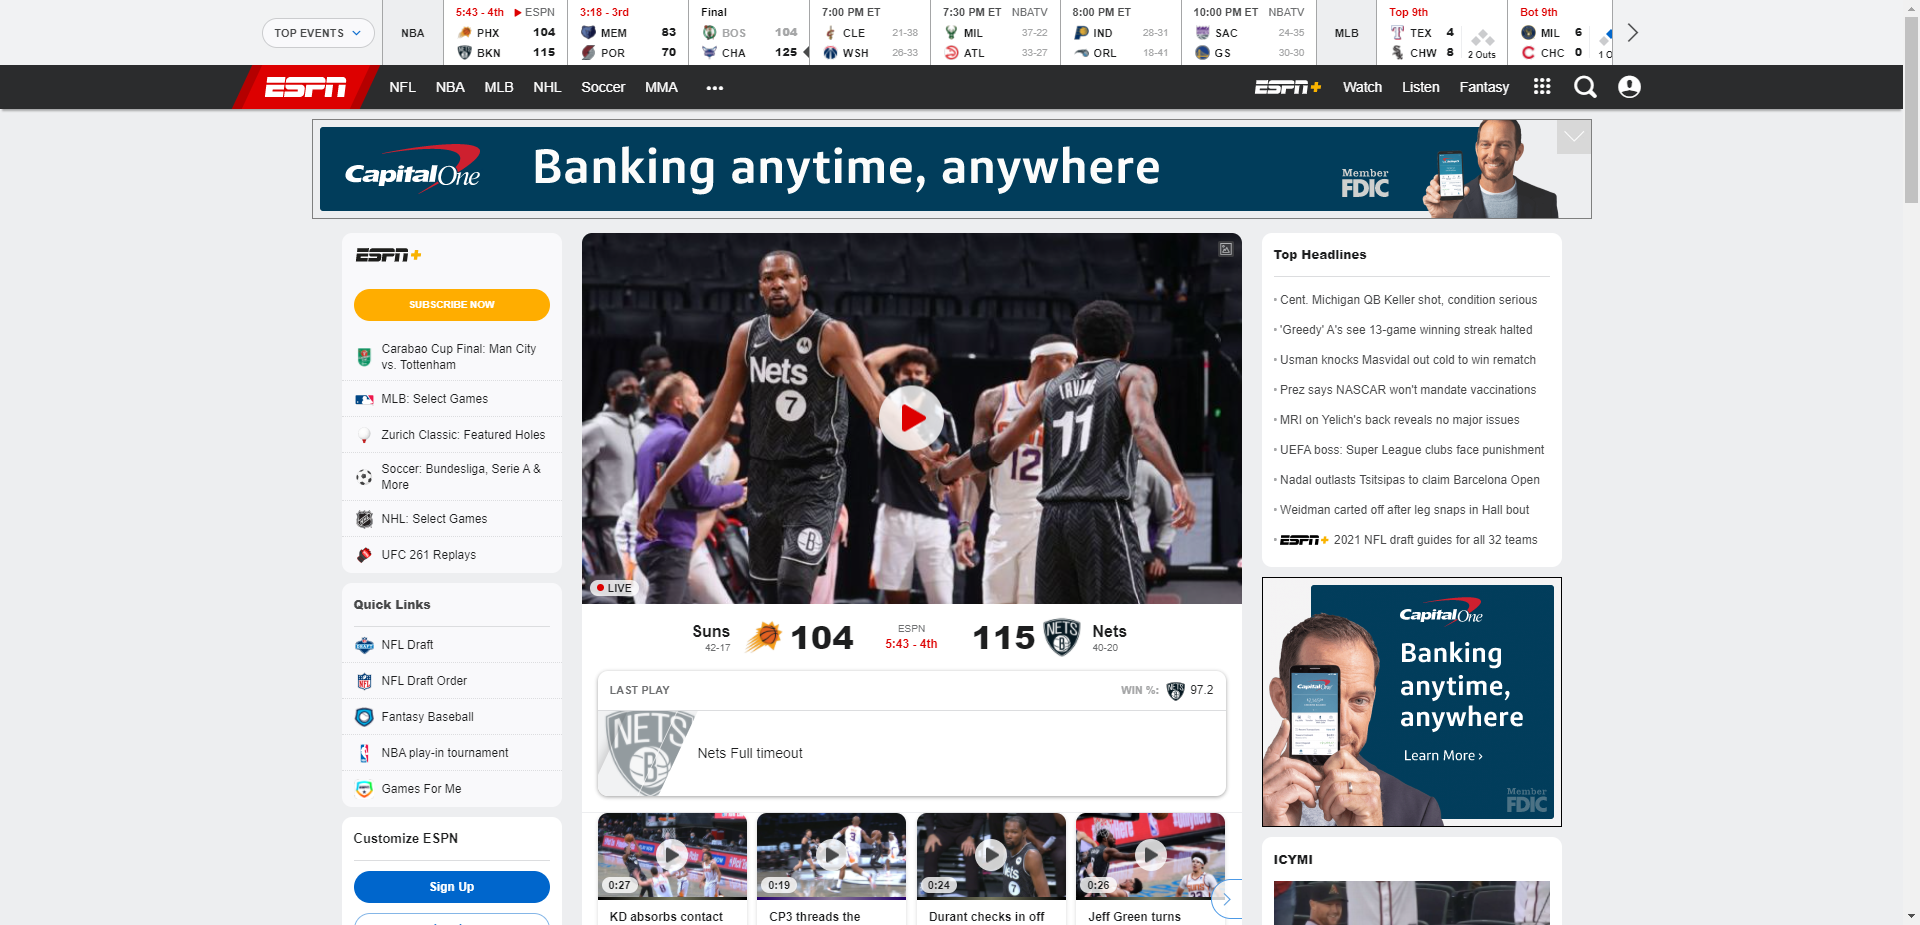 TOP EVENTS
NBA
5:43 - 4th ESPN
PHX 104
BKN 115
3:18 - 3rd
MEM 83
POR 70
Final
BOS 104
CHA 125
7:00 PM ET
CLE 21-38
WSH 26-33
7:30 PM ET NBATV
MIL 37-22
ATL 33-27
8:00 PM ET
IND 28-31
ORL 18-41
10:00 PM ET NBATV
SAC 24-35
GS 30-30
MLB
Top 9th
TEX 4
CHW 8
2 Outs
Bot 9th
MIL 6
CHC 0
1 O
ESPN
NFL NBA MLB NHL Soccer MMA
ESPN+ Watch Listen Fantasy
Capital One
Banking anytime, anywhere
Member
FDIC
ESPN+
SUBSCRIBE NOW
Carabao Cup Final: Man City
vs. Tottenham
MLB: Select Games
Zurich Classic: Featured Holes
Soccer: Bundesliga, Serie A &
More
NHL: Select Games
UFC 261 Replays
Quick Links
NFL Draft
NFL Draft Order
Fantasy Baseball
NBA play-in tournament
Games For Me
Customize ESPN
Sign Up
Nets
7
IRVING
11
12
LIVE
Suns
42-17
104
ESPN
5:43 - 4th
115
NETS
B
Nets
40-20
LAST PLAY
WIN %: NETS 97.2
NETS
B
Nets Full timeout
0:27
KD absorbs contact
0:19
CP3 threads the
0:24
Durant checks in off
0:26
Jeff Green turns
Top Headlines
Cent. Michigan QB Keller shot, condition serious
'Greedy' A's see 13-game winning streak halted
Usman knocks Masvidal out cold to win rematch
Prez says NASCAR won't mandate vaccinations
MRI on Yelich's back reveals no major issues
UEFA boss: Super League clubs face punishment
Nadal outlasts Tsitsipas to claim Barcelona Open
Weidman carted off after leg snaps in Hall bout
ESPN+ 2021 NFL draft guides for all 32 teams
Capital One
Banking
anytime,
anywhere
Learn More ›
Member
FDIC
ICYMI